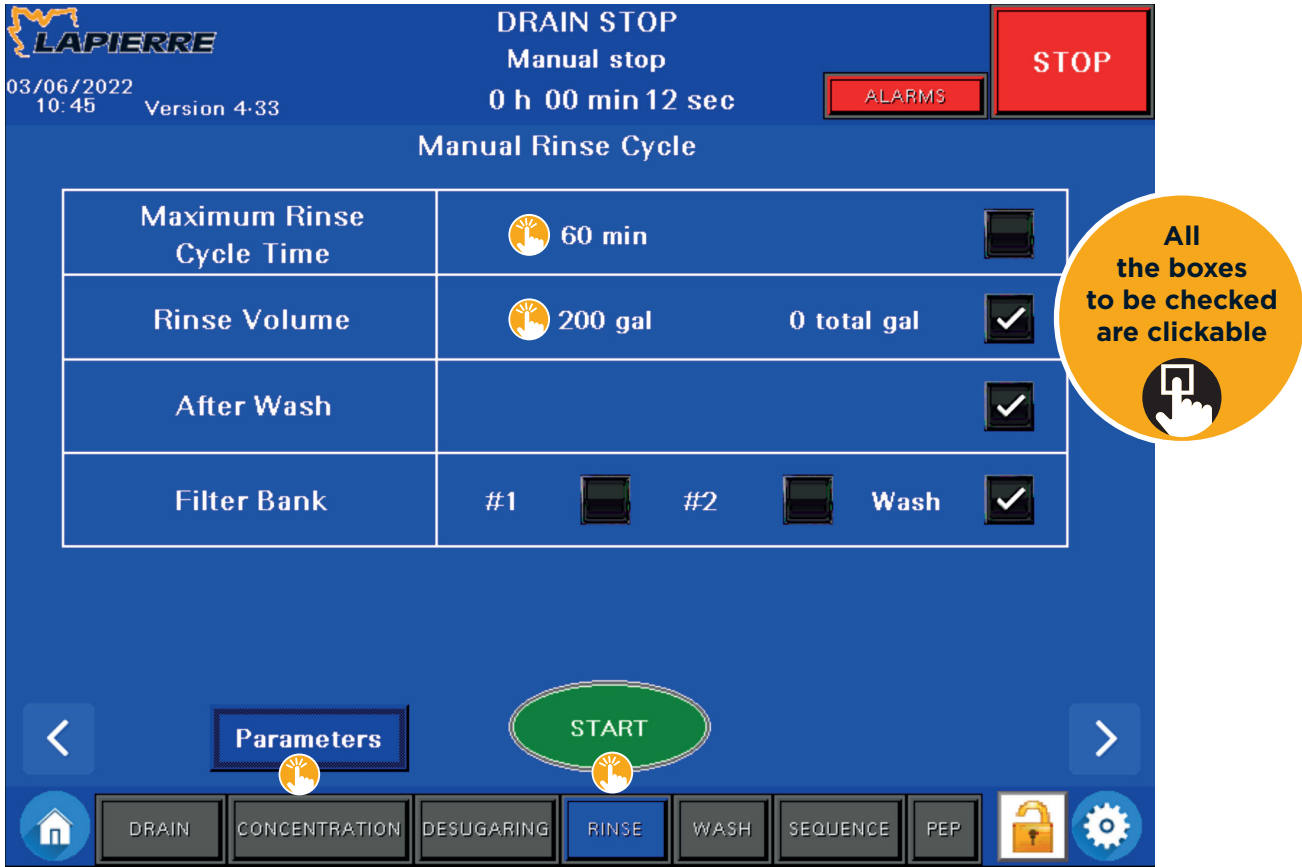 LAPIERRE
DRAIN STOP
Manual stop
0 h 00 min 12 sec
03/06/2022
10:45
Version 4.33
ALARMS
STOP
Manual Rinse Cycle
Maximum Rinse
Cycle Time
60 min
Rinse Volume
200 gal
0 total gal
After Wash
Filter Bank
#1
#2
Wash
All
the boxes
to be checked
are clickable
Parameters
START
DRAIN
CONCENTRATION
DESUGARING
RINSE
WASH
SEQUENCE
PEP